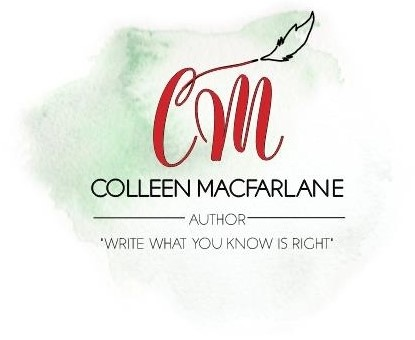 CM
COLLEEN MACFARLANE
AUTHOR
"WRITE WHAT YOU KNOW IS RIGHT"